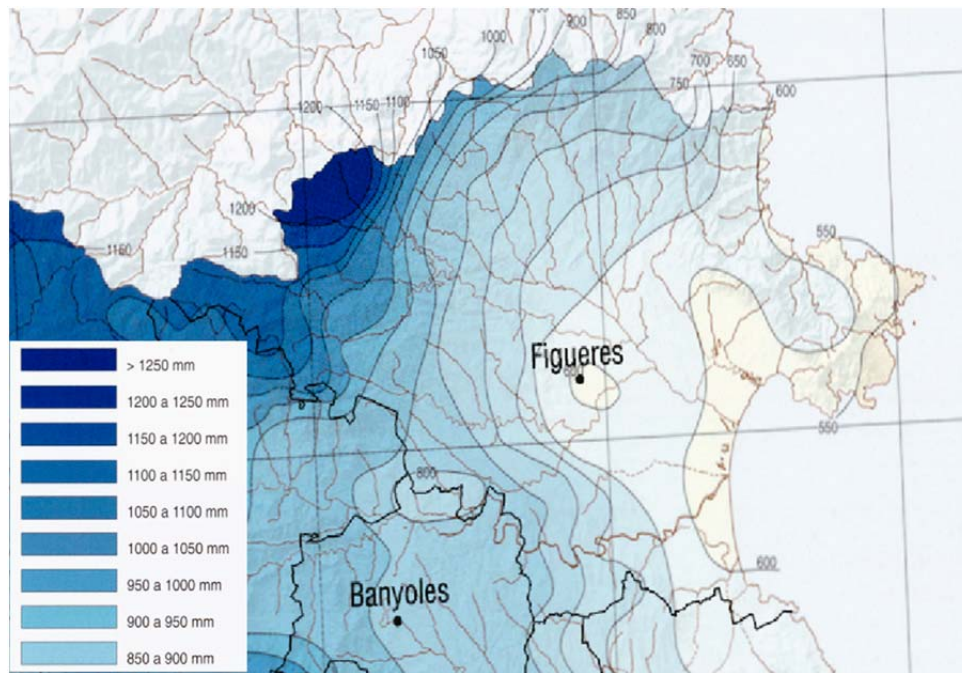 850
900
800
1000
1050
700
650
750
600
1200
1150
1100
1200
1150
1150
550
Figueres
600
550
800
600
Banyoles
> 1250 mm
1200 a 1250 mm
1150 a 1200 mm
1100 a 1150 mm
1050 a 1100 mm
1000 a 1050 mm
950 a 1000 mm
900 a 950 mm
850 a 900 mm